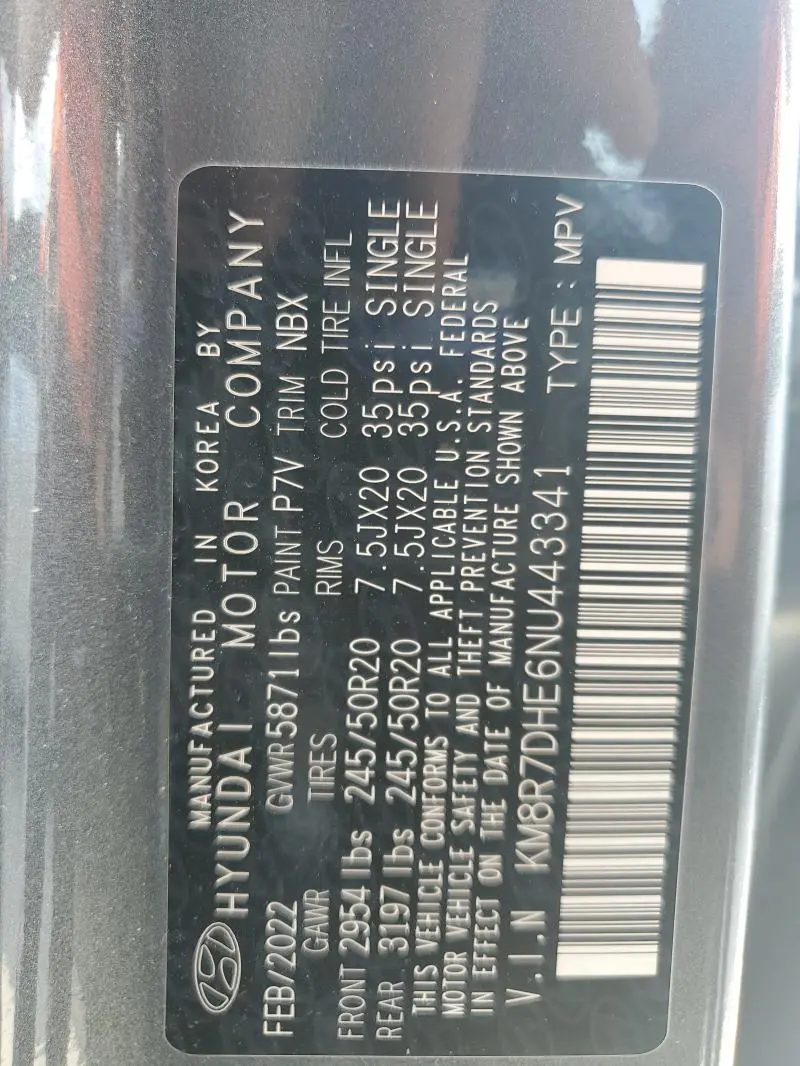 MANUFACTURED IN KOREA BY
HYUNDAI MOTOR COMPANY
FEB/2022 GVWR5871lbs PAINT P7V TRIM NBX
GAWR TIRES RIMS COLD TIRE INFL
FRONT 2954 lbs 245/50R20 7.5JX20 35psi SINGLE
REAR 3197 lbs 245/50R20 7.5JX20 35psi SINGLE
THIS VEHICLE CONFORMS TO ALL APPLICABLE U.S.A. FEDERAL
MOTOR VEHICLE SAFETY AND THEFT PREVENTION STANDARDS
IN EFFECT ON THE DATE OF MANUFACTURE SHOWN ABOVE
V.I.N KM8R7DHE6NU443341 TYPE : MPV